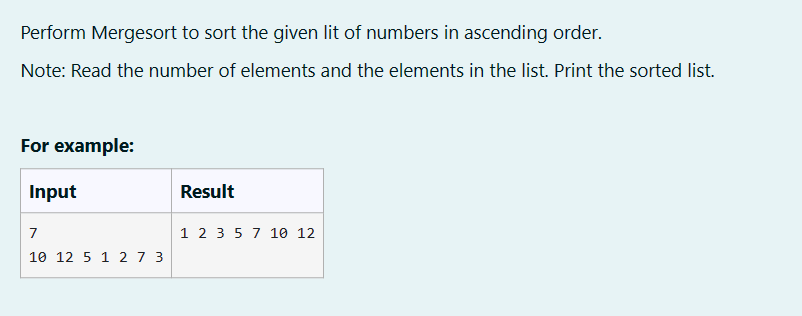 Perform Mergesort to sort the given lit of numbers in ascending order.
Note: Read the number of elements and the elements in the list. Print the sorted list.
For example:
Input Result
7 1 2 3 5 7 10 12
10 12 5 1 2 7 3